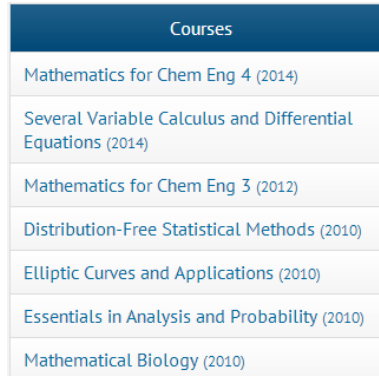 Courses
Mathematics for Chem Eng 4 (2014)
Several Variable Calculus and Differential
Equations (2014)
Mathematics for Chem Eng 3 (2012)
Distribution-Free Statistical Methods (2010)
Elliptic Curves and Applications (2010)
Essentials in Analysis and Probability (2010)
Mathematical Biology (2010)